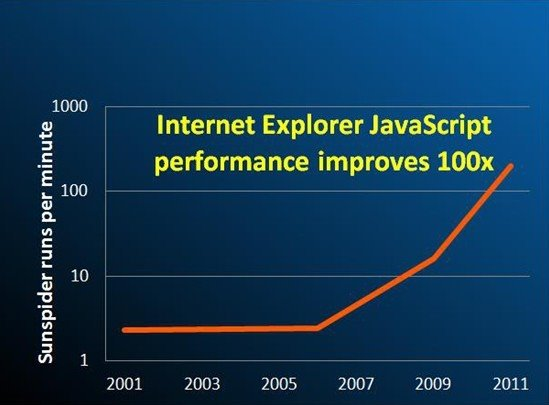 Internet Explorer JavaScript
performance improves 100x
Sunspider runs per minute
1000
100
10
1
2001 2003 2005 2007 2009 2011